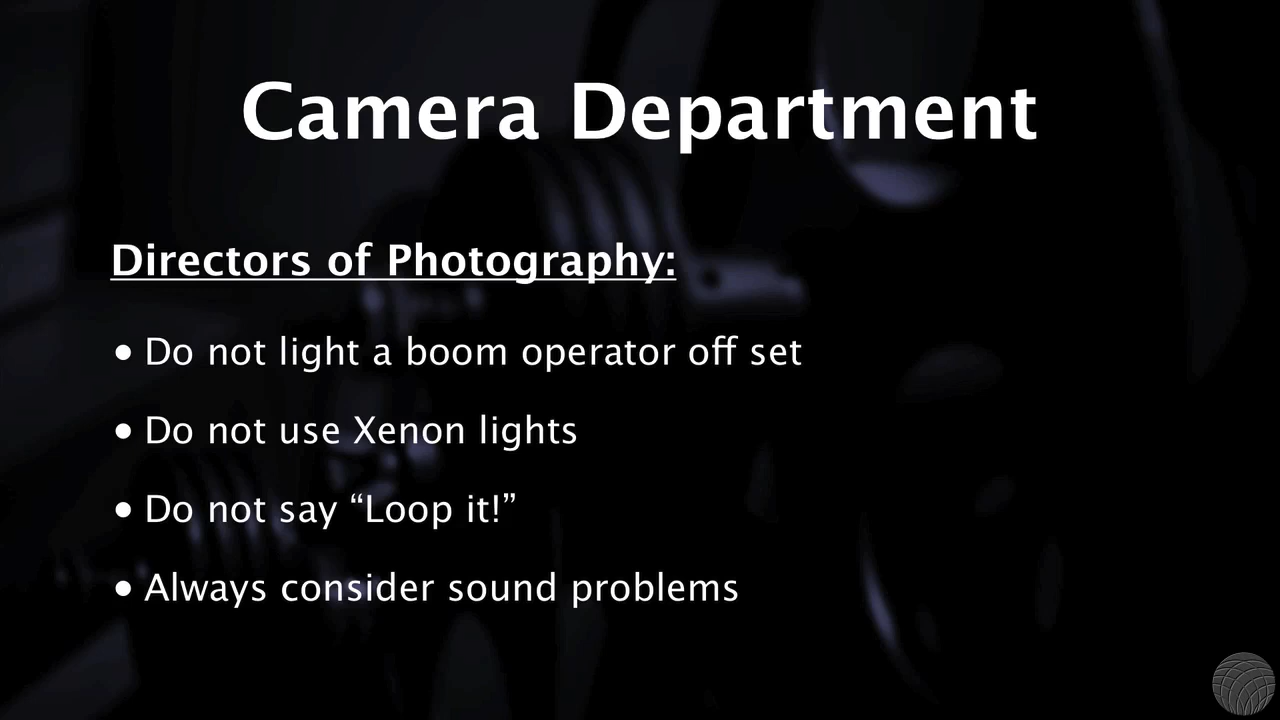 Camera Department
Directors of Photography:
• Do not light a boom operator off set
• Do not use Xenon lights
• Do not say “Loop it!”
• Always consider sound problems